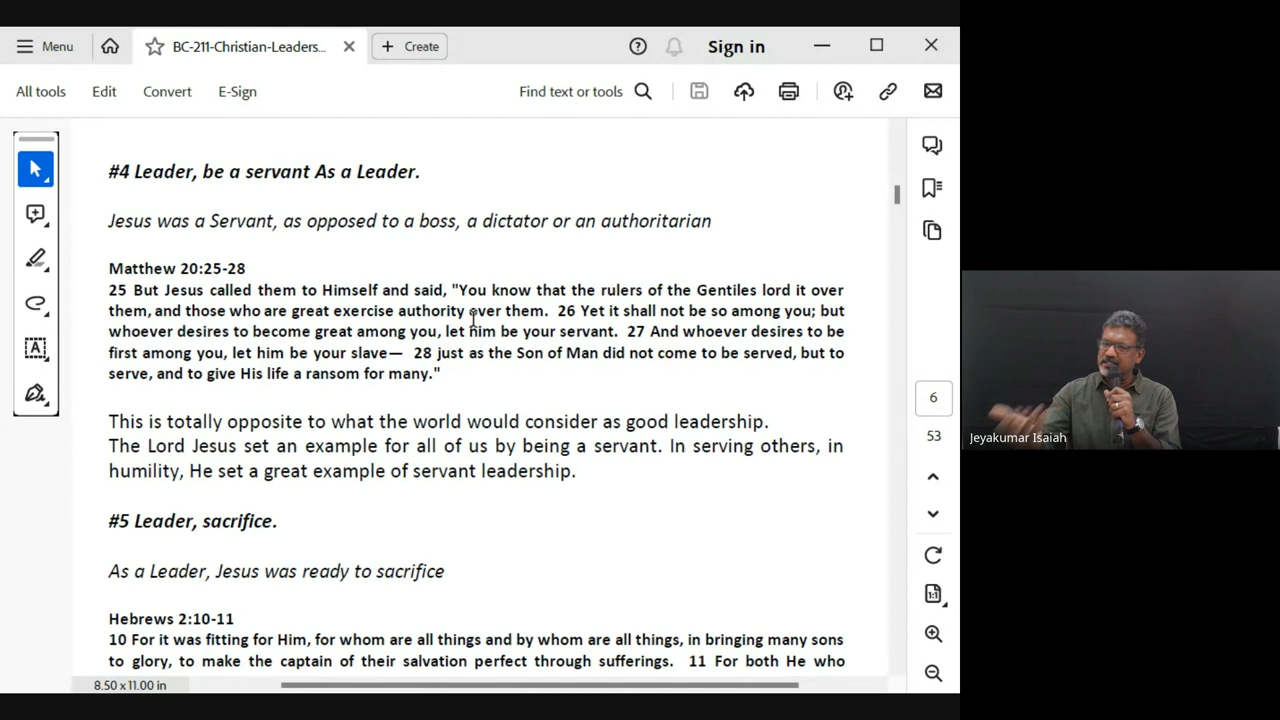 Menu
BC-211-Christian-Leaders...
Create
Sign in
All tools
Edit
Convert
E-Sign
Find text or tools
#4 Leader, be a servant As a Leader.
Jesus was a Servant, as opposed to a boss, a dictator or an authoritarian
Matthew 20:25-28
25 But Jesus called them to Himself and said, "You know that the rulers of the Gentiles lord it over
them, and those who are great exercise authority over them. 26 Yet it shall not be so among you; but
whoever desires to become great among you, let him be your servant. 27 And whoever desires to be
first among you, let him be your slave— 28 just as the Son of Man did not come to be served, but to
serve, and to give His life a ransom for many."
This is totally opposite to what the world would consider as good leadership.
The Lord Jesus set an example for all of us by being a servant. In serving others, in
humility, He set a great example of servant leadership.
#5 Leader, sacrifice.
As a Leader, Jesus was ready to sacrifice
Hebrews 2:10-11
10 For it was fitting for Him, for whom are all things and by whom are all things, in bringing many sons
to glory, to make the captain of their salvation perfect through sufferings. 11 For both He who
8.50 x 11.00 in
6
53
1:1
Jeyakumar Isaiah